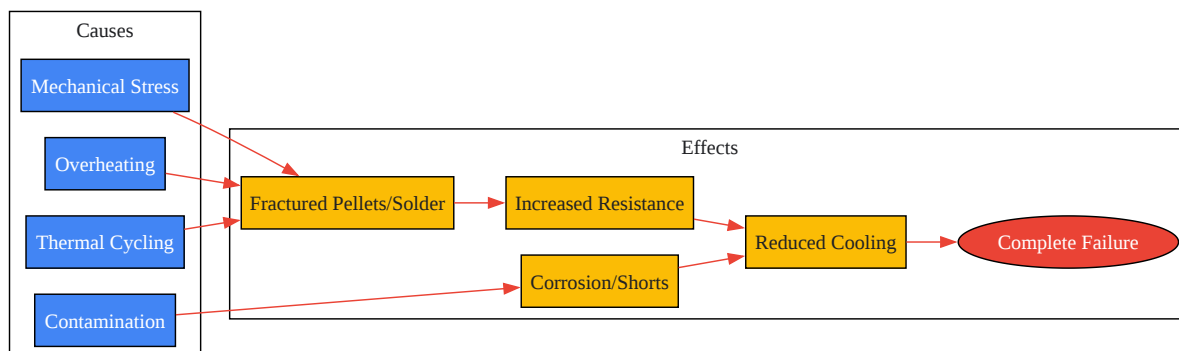 Causes
Mechanical Stress
Overheating
Thermal Cycling
Contamination
Effects
Fractured Pellets/Solder
Increased Resistance
Corrosion/Shorts
Reduced Cooling
Complete Failure